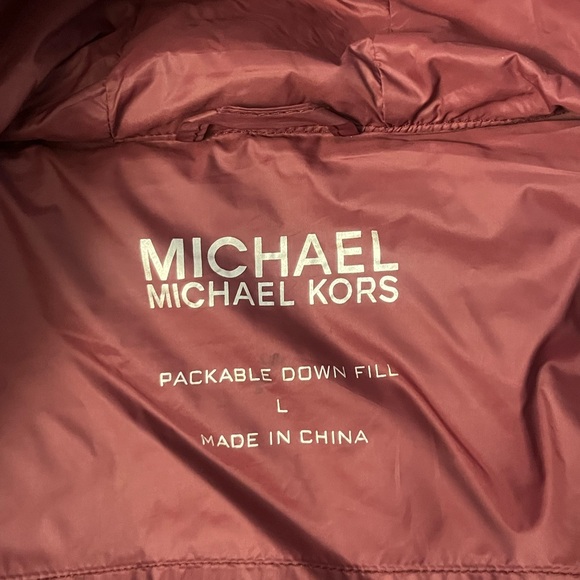 MICHAEL
MICHAEL KORS
PACKABLE DOWN FILL
L
MADE IN CHINA